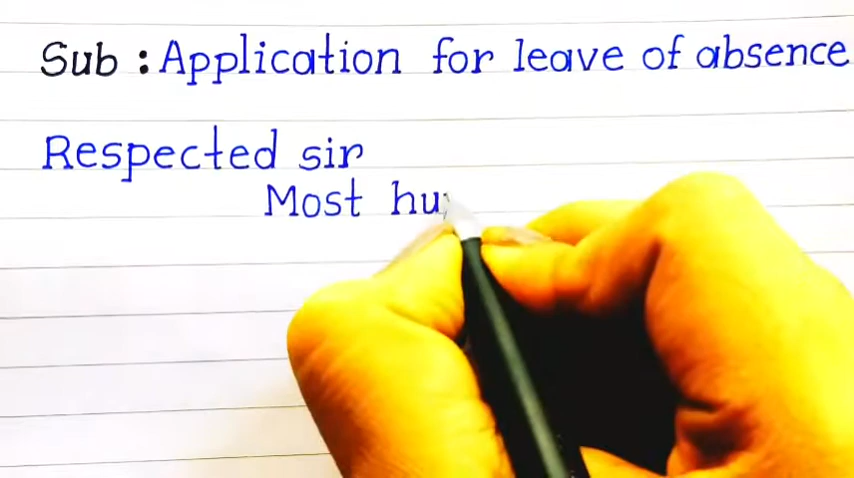 Sub : Application for leave of absence
Respected sir
Most hu